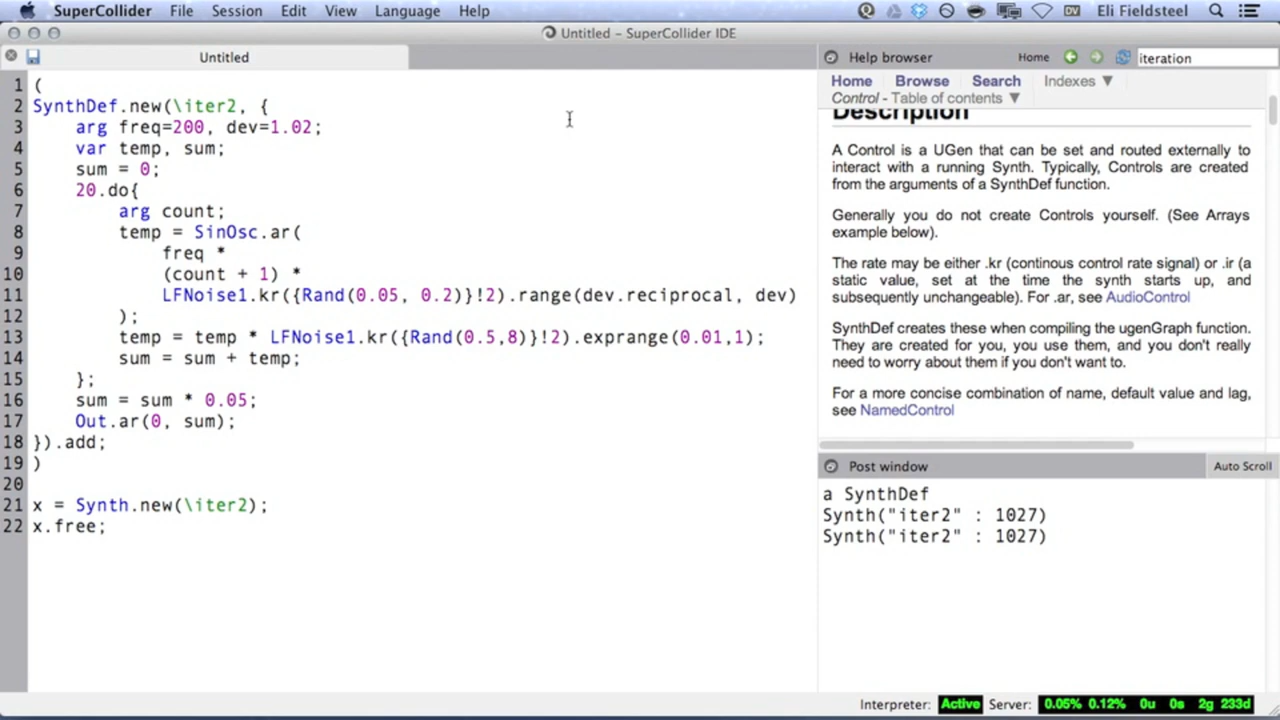 SuperCollider File Session Edit View Language Help Eli Fieldsteel
Untitled – SuperCollider IDE
Untitled
Help browser Home iteration
Home Browse Search Indexes ▼
Control - Table of contents ▼
Description
A Control is a UGen that can be set and routed externally to
interact with a running Synth. Typically, Controls are created
from the arguments of a SynthDef function.
Generally you do not create Controls yourself. (See Arrays
example below).
The rate may be either .kr (continous control rate signal) or .ir (a
static value, set at the time the synth starts up, and
subsequently unchangeable). For .ar, see AudioControl
SynthDef creates these when compiling the ugenGraph function.
They are created for you, you use them, and you don't really
need to worry about them if you don't want to.
For a more concise combination of name, default value and lag,
see NamedControl
1 (
2 SynthDef.new(\iter2, {
3 arg freq=200, dev=1.02;
4 var temp, sum;
5 sum = 0;
6 20.do{
7 arg count;
8 temp = SinOsc.ar(
9 freq *
10 (count + 1) *
11 LFNoise1.kr({Rand(0.05, 0.2)}!2).range(dev.reciprocal, dev)
12 );
13 temp = temp * LFNoise1.kr({Rand(0.5,8)}!2).exprange(0.01,1);
14 sum = sum + temp;
15 };
16 sum = sum * 0.05;
17 Out.ar(0, sum);
18 }).add;
19 )
20
21 x = Synth.new(\iter2);
22 x.free;
Post window Auto Scroll
a SynthDef
Synth("iter2" : 1027)
Synth("iter2" : 1027)
Interpreter: Active Server: 0.05% 0.12% 0u 0s 2g 233d